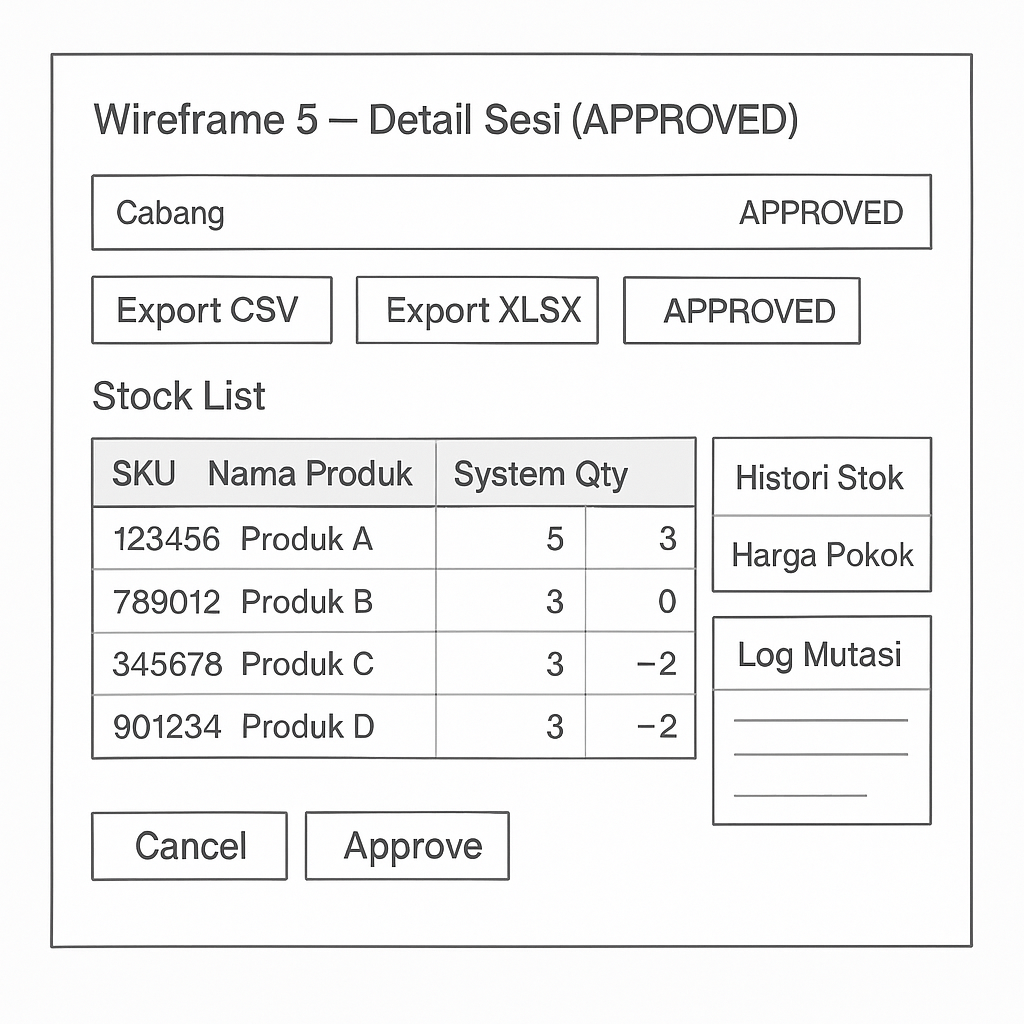 Wireframe 5 — Detail Sesi (APPROVED)
Cabang APPROVED
Export CSV Export XLSX APPROVED
Stock List
SKU Nama Produk System Qty
123456 Produk A 5 3
789012 Produk B 3 0
345678 Produk C 3 −2
901234 Produk D 3 −2
Histori Stok
Harga Pokok
Log Mutasi
Cancel Approve